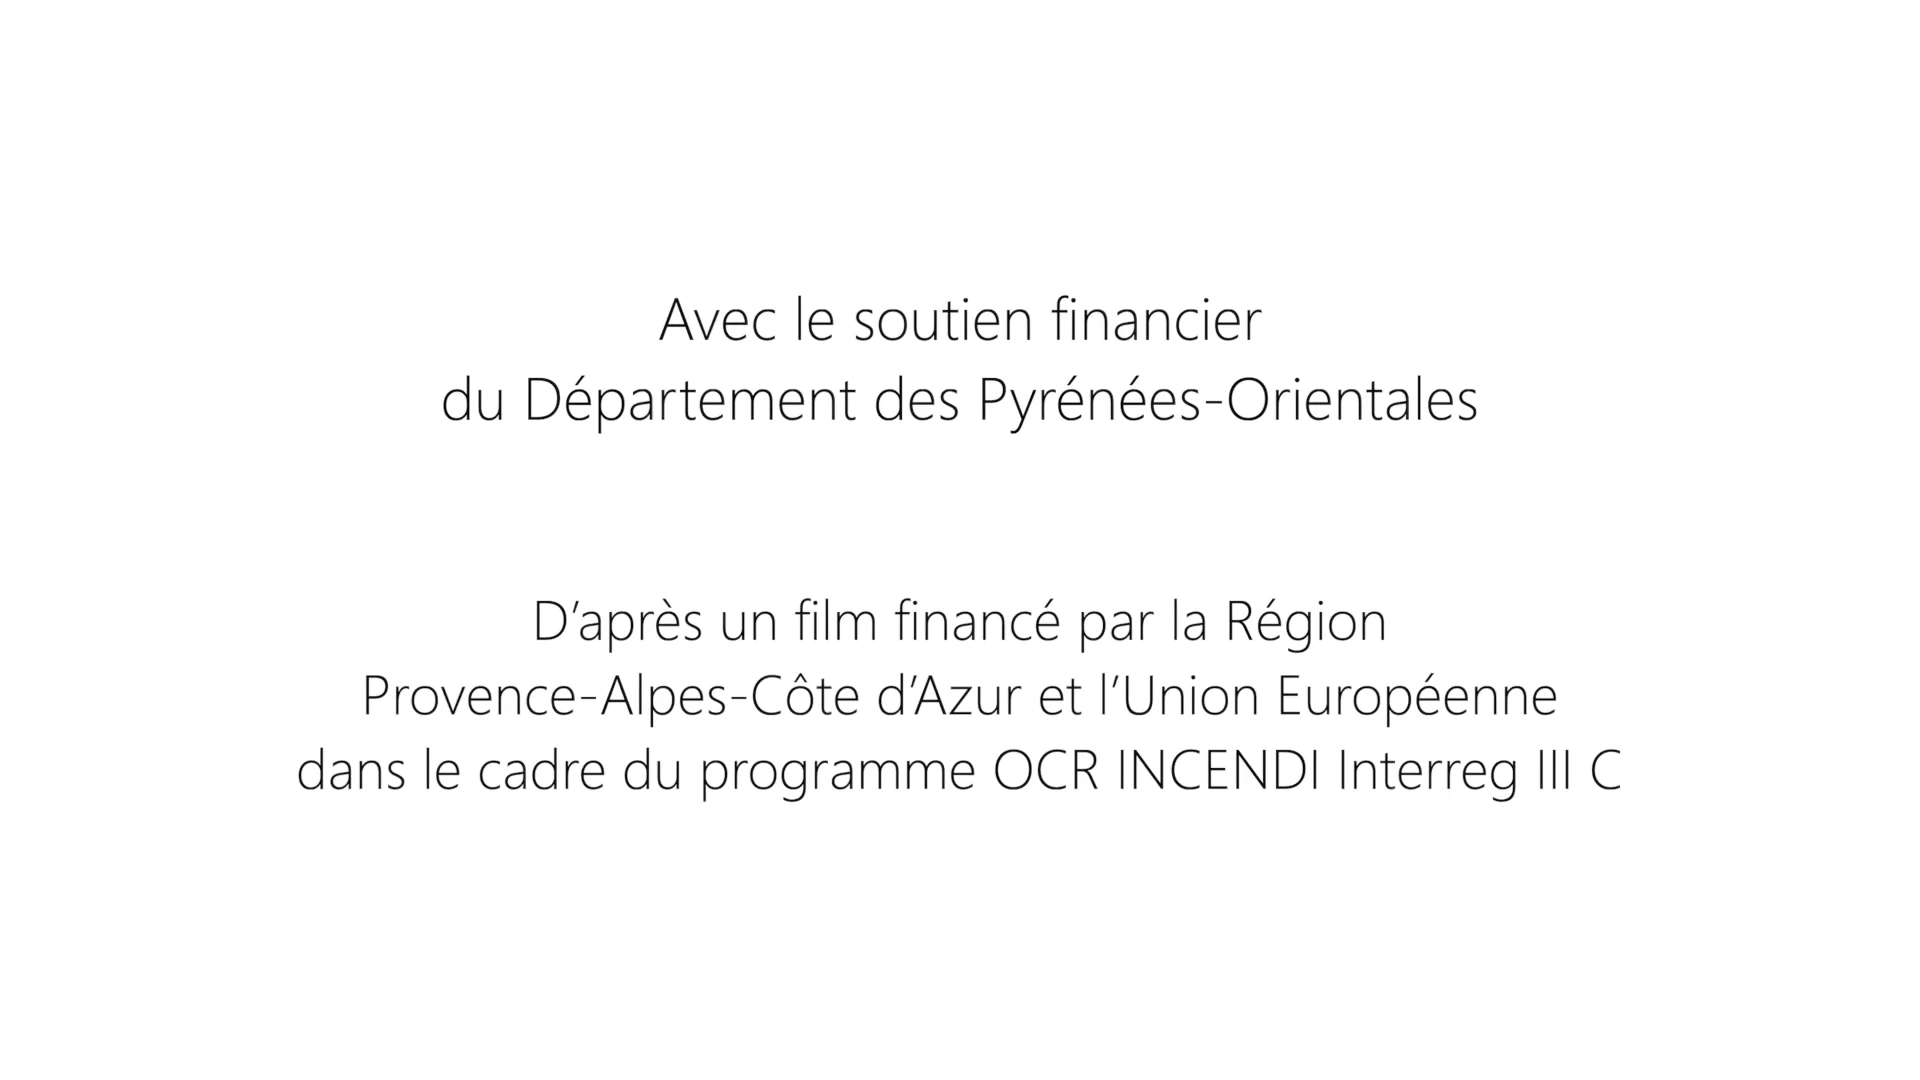 Avec le soutien financier
du Département des Pyrénées-Orientales
D’après un film financé par la Région
Provence-Alpes-Côte d’Azur et l’Union Européenne
dans le cadre du programme OCR INCENDI Interreg III C